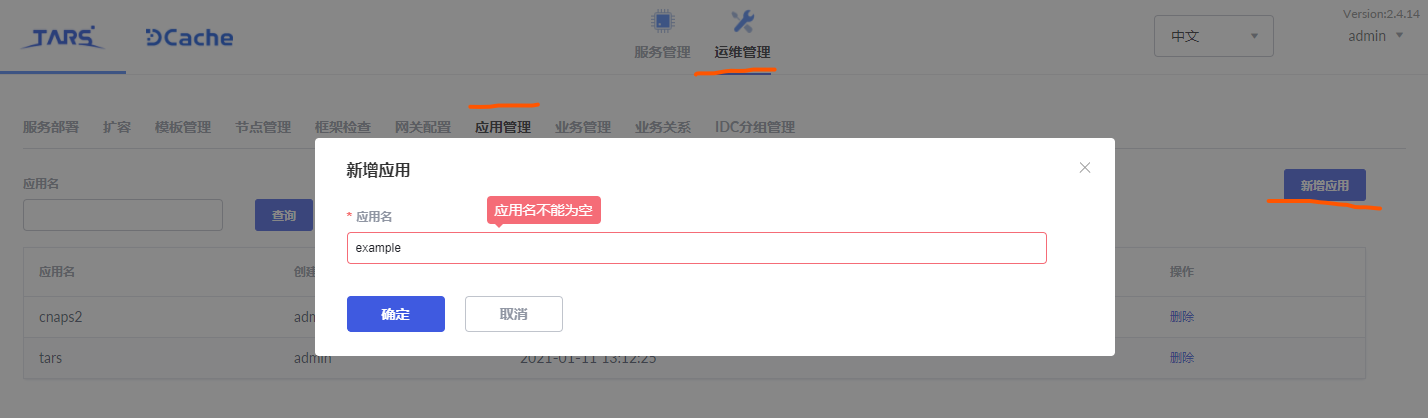 Version:2.4.14
TARS DCache
服务管理 运维管理 中文 admin
服务部署 扩容 模板管理 节点管理 框架检查 网关配置 应用管理 业务管理 业务关系 IDC分组管理
新增应用
应用名 新增应用
* 应用名 应用名不能为空
查询
example
应用名 创建 操作
确定 取消
cnaps2 adm 删除
tars admin 2021-01-11 13:12:25 删除